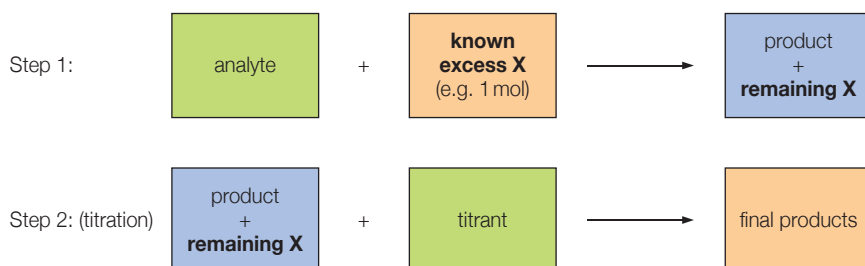 Step 1:
analyte
+
known
excess X
(e.g. 1 mol)
product
+
remaining X
Step 2: (titration)
product
+
remaining X
+
titrant
final products